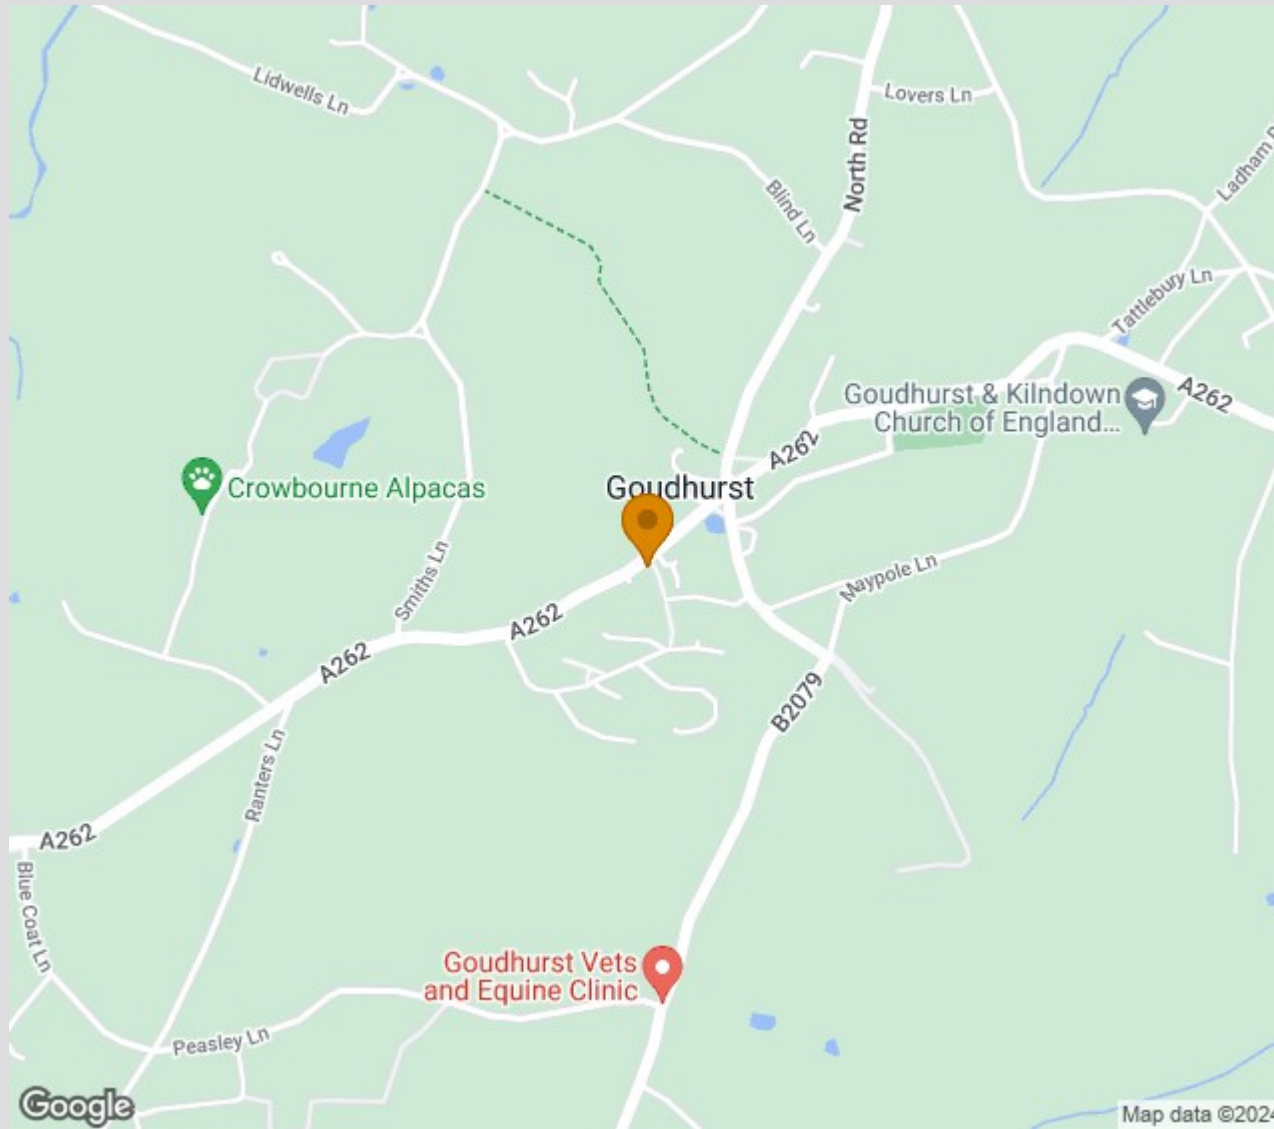 Lidwells Ln
Lovers Ln
North Rd
Blind Ln
Ladham
Tattlebury Ln
Goudhurst & Kilndown
Church of England...
A262
A262
Goudhurst
Crowbourne Alpacas
Smiths Ln
Maypole Ln
A262
A262
B2079
Ranters Ln
A262
Blue Coat Ln
Goudhurst Vets
and Equine Clinic
Peasley Ln
Google
Map data ©2024